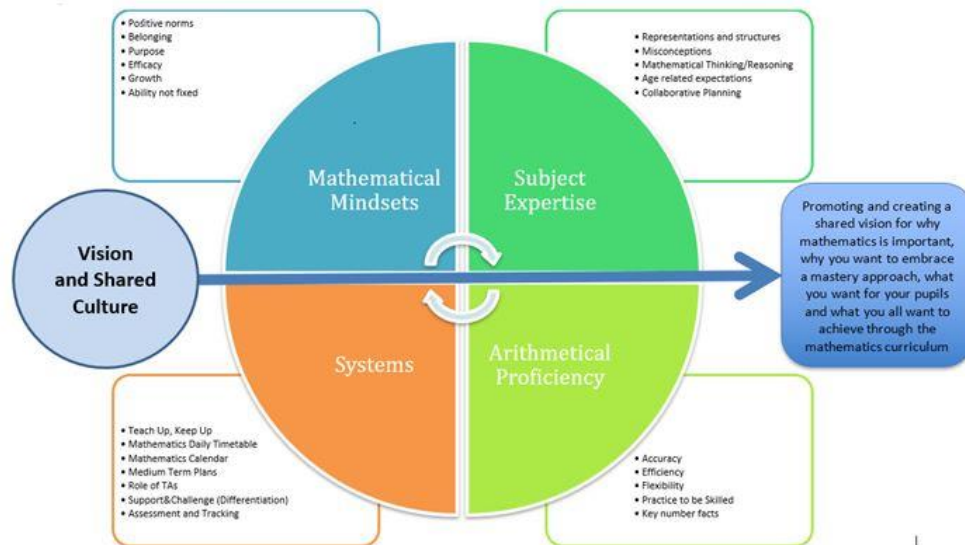 • Positive norms
• Belonging
• Purpose
• Efficacy
• Growth
• Ability not fixed
• Representations and structures
• Misconceptions
• Mathematical Thinking/Reasoning
• Age related expectations
• Collaborative Planning
Mathematical
Mindsets
Subject
Expertise
Vision
and Shared
Culture
Promoting and creating a
shared vision for why
mathematics is important,
why you want to embrace
a mastery approach, what
you want for your pupils
and what you all want to
achieve through the
mathematics curriculum
Systems
Arithmetical
Proficiency
• Teach Up, Keep Up
• Mathematics Daily Timetable
• Mathematics Calendar
• Medium Term Plans
• Role of TAs
• Support&Challenge (Differentiation)
• Assessment and Tracking
• Accuracy
• Efficiency
• Flexibility
• Practice to be Skilled
• Key number facts